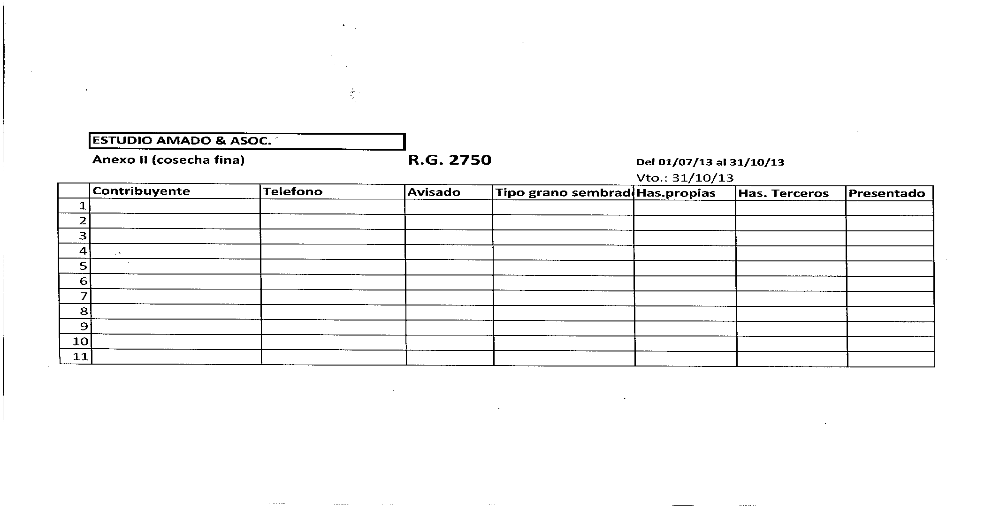 ESTUDIO AMADO & ASOC.
Anexo II (cosecha fina) R.G. 2750 Del 01/07/13 al 31/10/13
Vto.: 31/10/13
Contribuyente Telefono Avisado Tipo grano sembrad Has.propias Has. Terceros Presentado
1
2
3
4
5
6
7
8
9
10
11